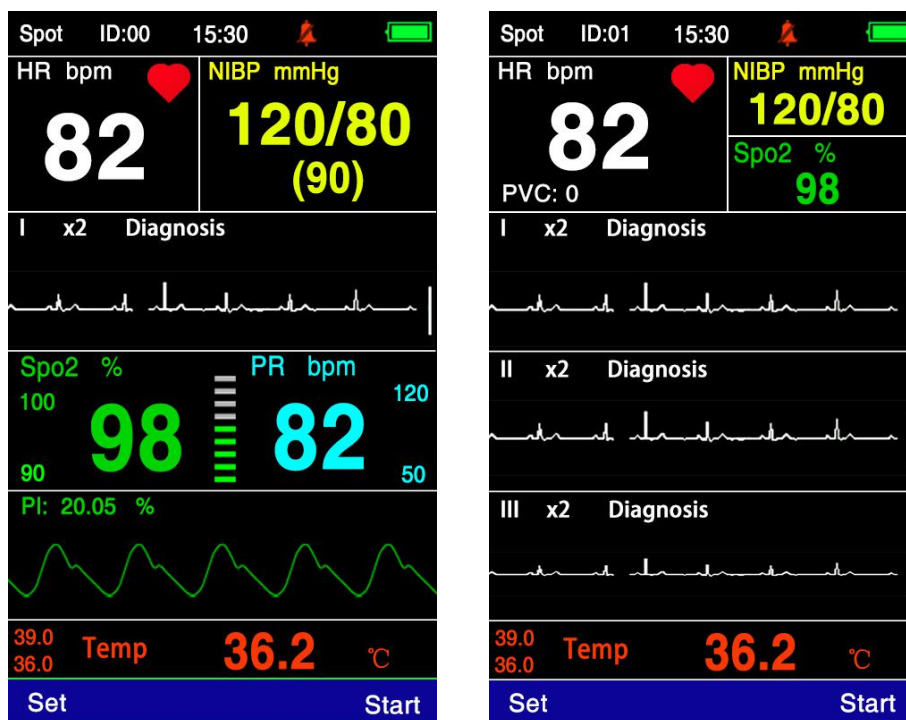 Spot ID:00 15:30
HR bpm NIBP mmHg
82 120/80
(90)
I x2 Diagnosis
Spo2 % PR bpm
100 98 82 120
90 50
PI: 20.05 %
39.0 Temp 36.2 ℃
36.0
Set Start
Spot ID:01 15:30
HR bpm NIBP mmHg
82 120/80
Spo2 %
98
PVC: 0
I x2 Diagnosis
II x2 Diagnosis
III x2 Diagnosis
39.0 Temp 36.2 ℃
36.0
Set Start